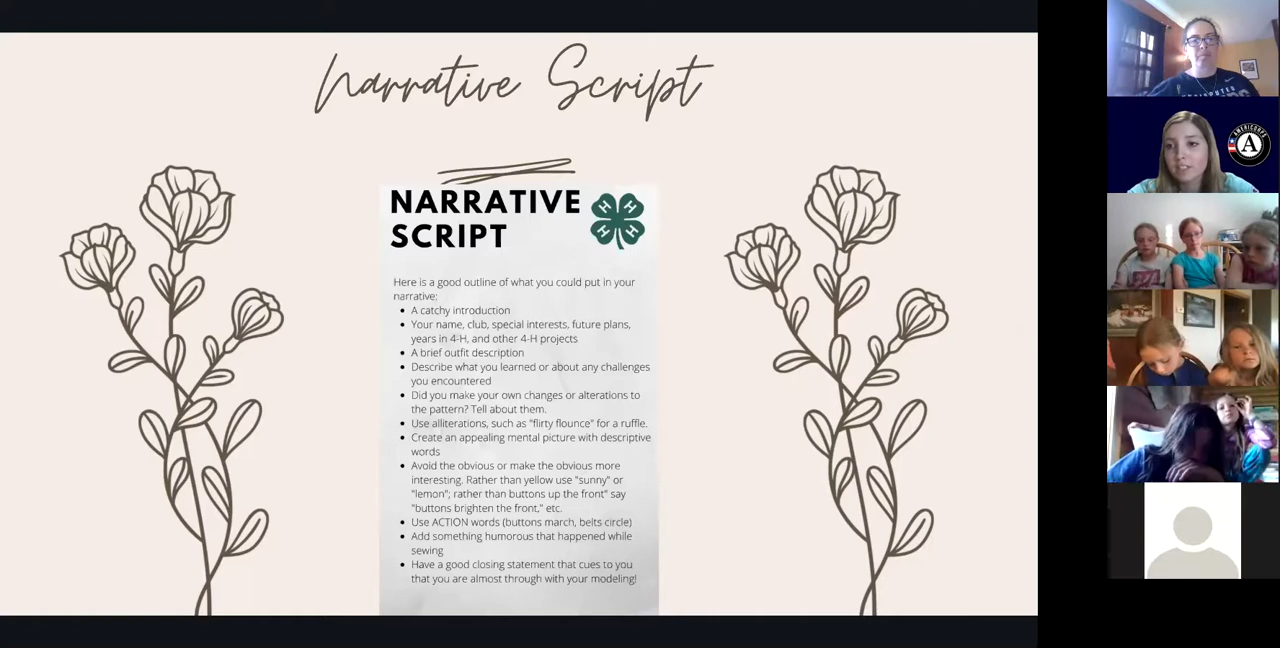 Narrative Script
NARRATIVE
SCRIPT
H H
H H
Here is a good outline of what you could put in your
narrative;
A catchy introduction
Your name, club, special interests, future plans,
years in 4-H, and other 4-H projects
A brief outfit description
Describe what you learned or about any challenges
you encountered
Did you make your own changes or alterations to
the pattern? Tell about them.
Use alliterations, such as "flirty flounce" for a ruffle.
Create an appealing mental picture with descriptive
words
Avoid the obvious or make the obvious more
interesting. Rather than yellow use "sunny" or
"lemon"; rather than buttons up the front" say
"buttons brighten the front," etc.
Use ACTION words (buttons march, belts circle)
Add something humorous that happened while
sewing
Have a good closing statement that cues to you
that you are almost through with your modeling!
AMERICORPS
A